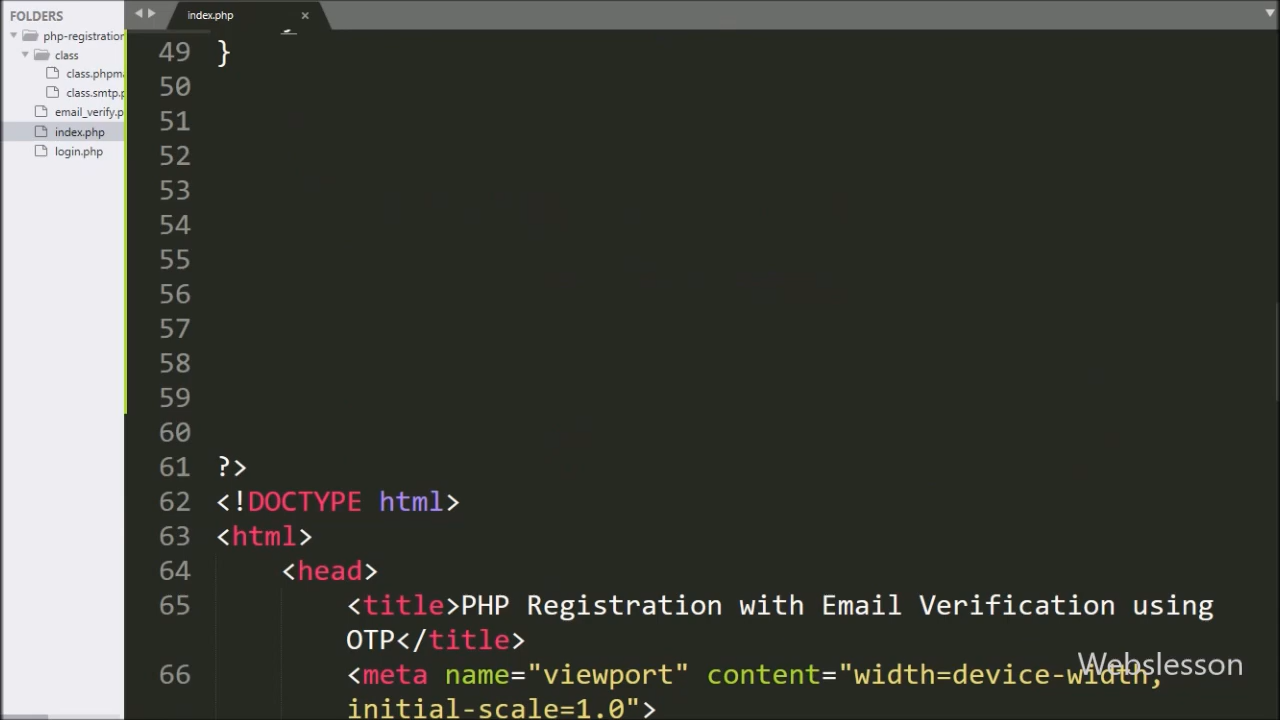 FOLDERS
php-registration
class
class.phpma
class.smtp.p
email_verify.p
index.php
login.php
index.php
49 }
50
51
52
53
54
55
56
57
58
59
60
61 ?>
62 <!DOCTYPE html>
63 <html>
64 <head>
65 <title>PHP Registration with Email Verification using
OTP</title>
66 <meta name="viewport" content="width=device-width,
initial-scale=1.0">
Webslesson